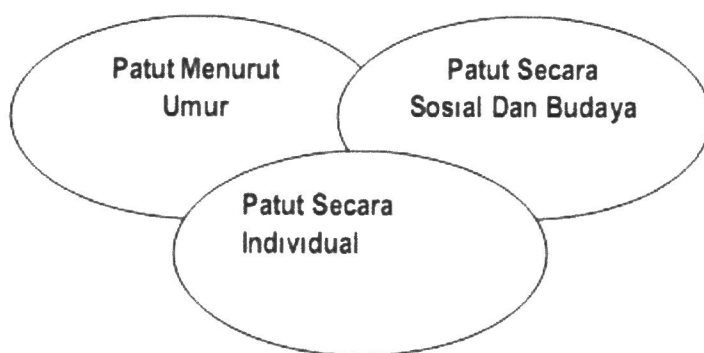 Patut Menurut
Umur
Patut Secara
Sosial Dan Budaya
Patut Secara
Individual